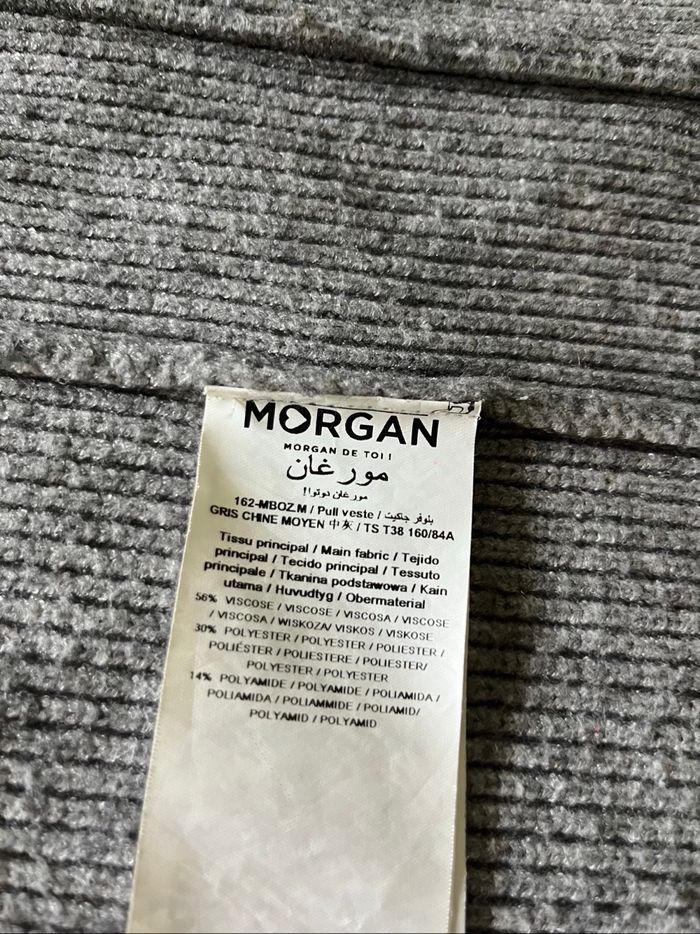 MORGAN
MORGAN DE TOI !
مورغان
مورغان دوتوا!
162-MBOZ.M / Pull veste / بلوفر جاكيت
GRIS CHINE MOYEN 中灰 / TS T38 160/84A
Tissu principal / Main fabric / Tejido
principal / Tecido principal / Tessuto
principale / Tkanina podstawowa / Kain
utama / Huvudtyg / Obermaterial
56% VISCOSE / VISCOSE / VISCOSA / VISCOSE
/ VISCOSA / WISKOZA/ VISKOS / VISKOSE
30% POLYESTER / POLYESTER / POLIESTER /
POLIÉSTER / POLIESTERE / POLIESTER/
POLYESTER / POLYESTER
14% POLYAMIDE / POLYAMIDE / POLIAMIDA /
POLIAMIDA / POLIAMMIDE / POLIAMID/
POLYAMID / POLYAMID